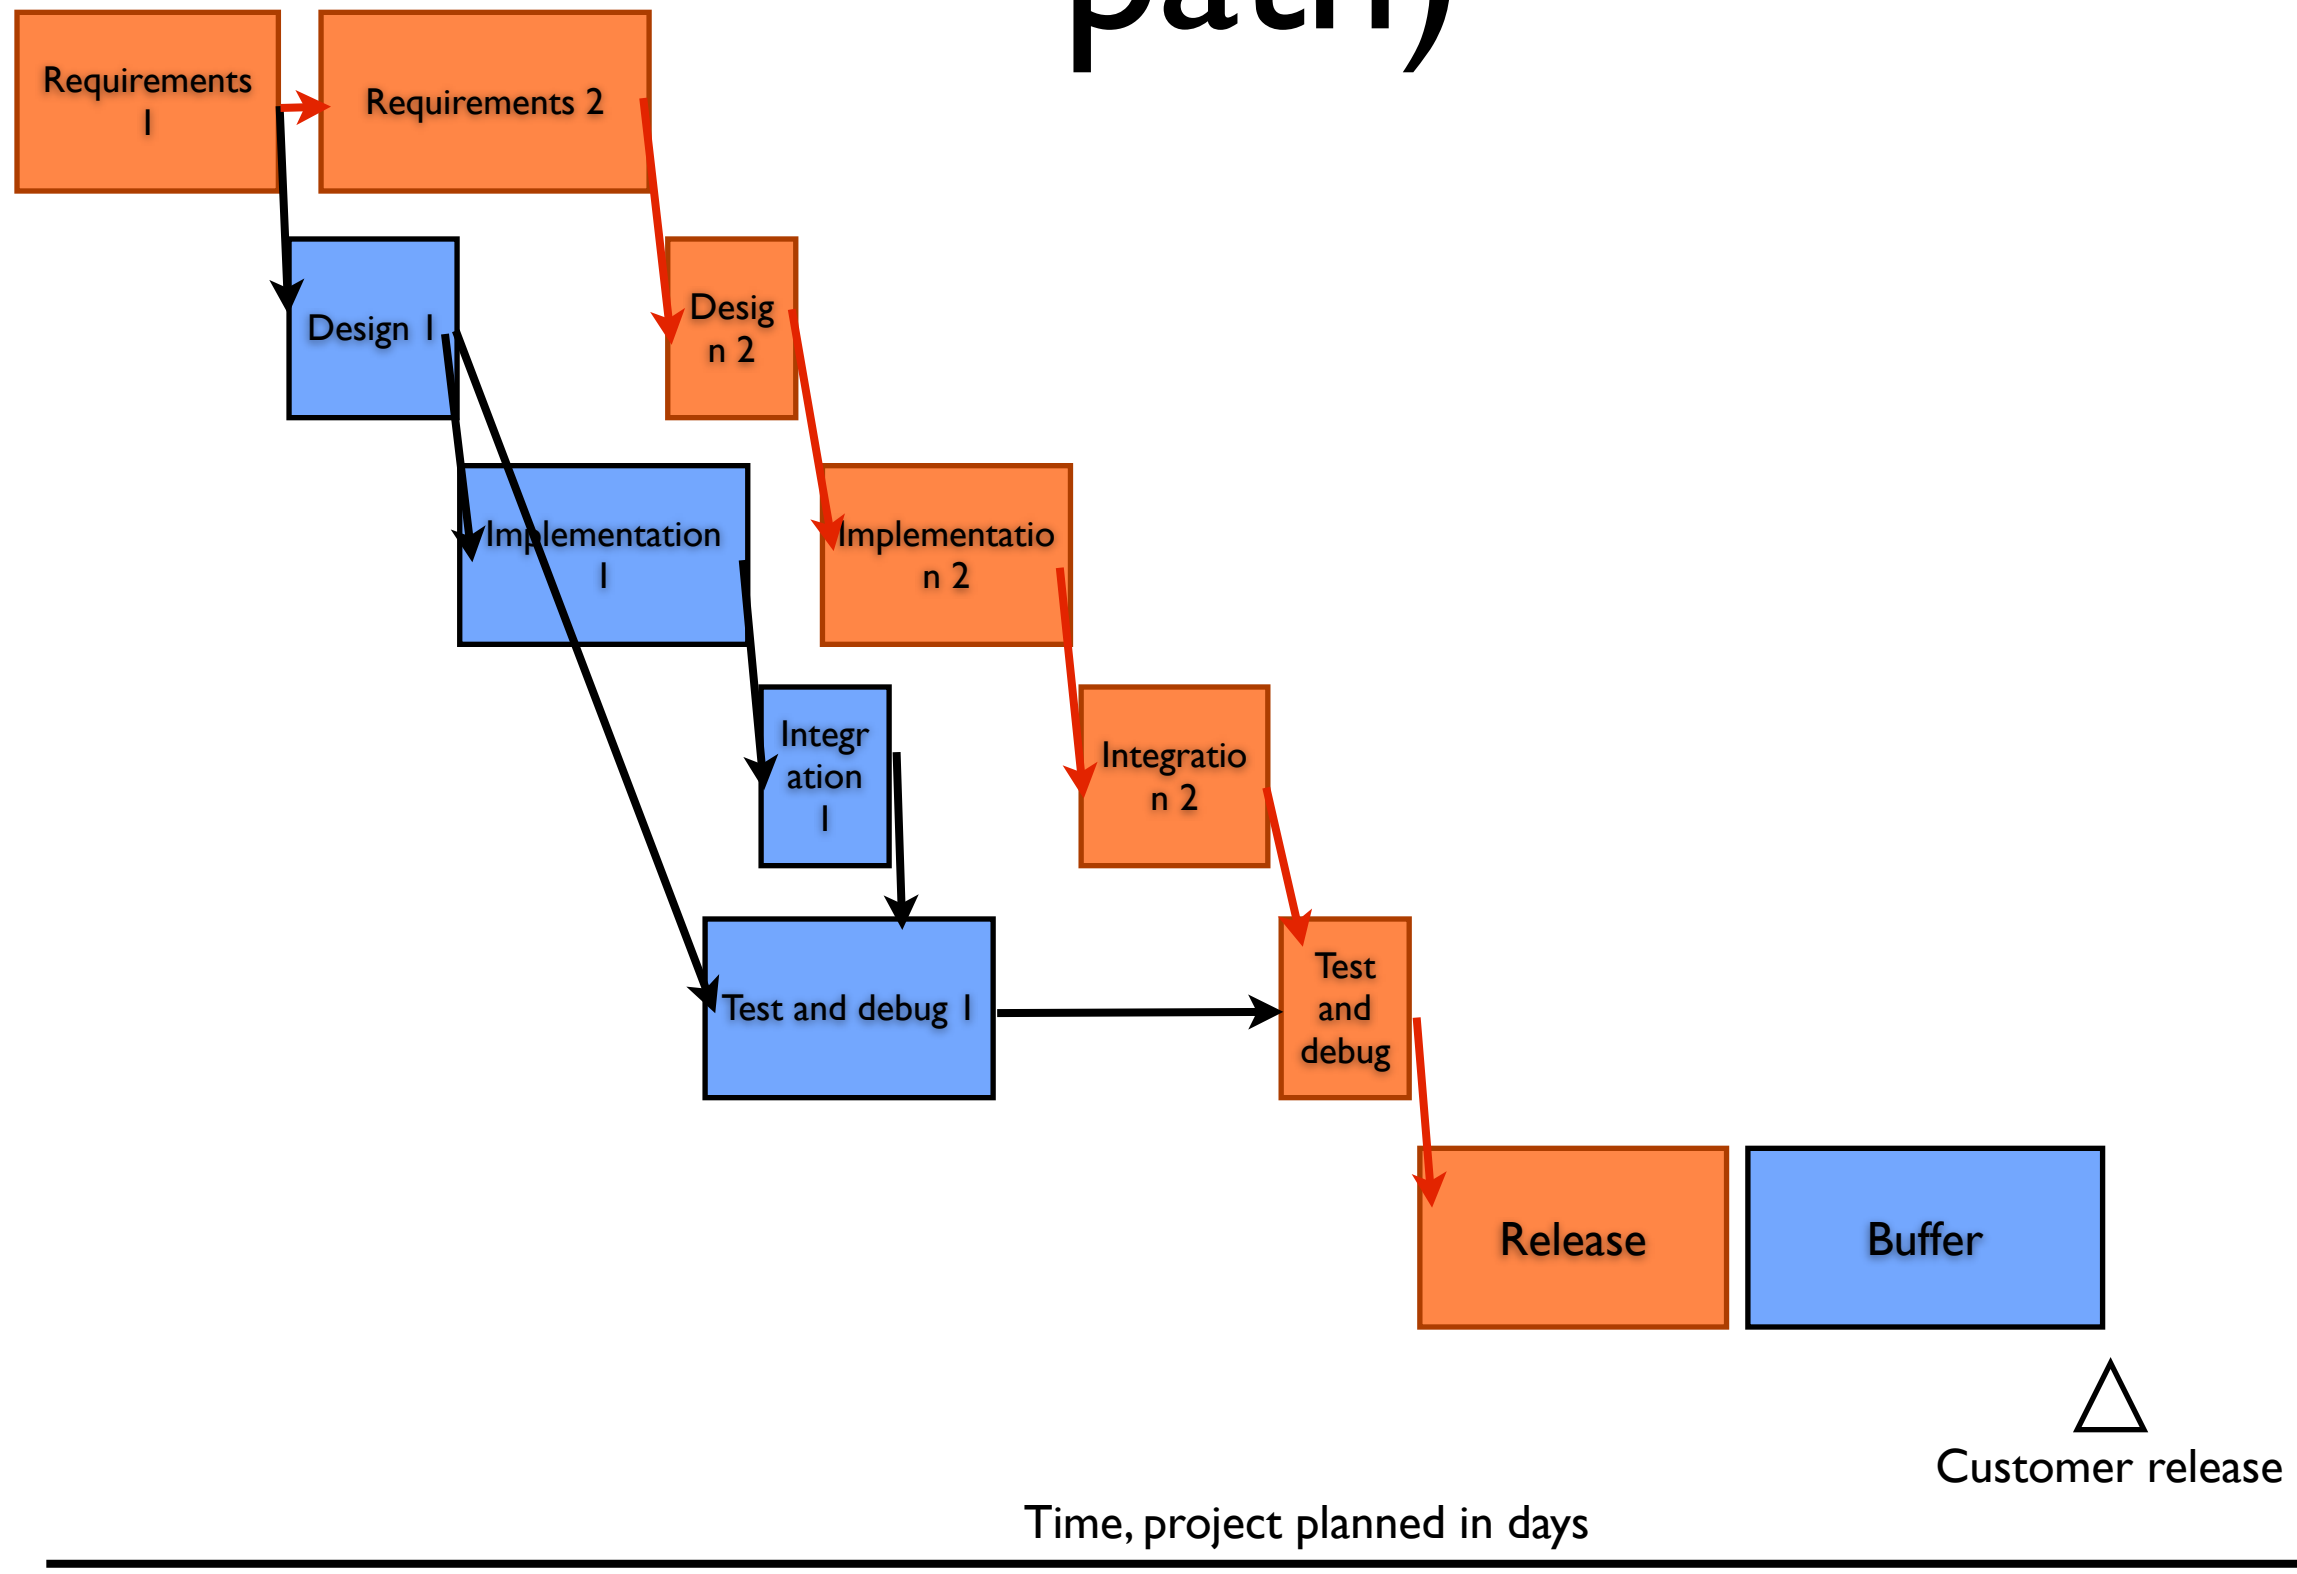 path)
Requirements
1
Requirements 2
Design 1
Desig
n 2
Implementation
1
Implementatio
n 2
Integr
ation
1
Integratio
n 2
Test and debug 1
Test
and
debug
Release
Buffer
Customer release
Time, project planned in days